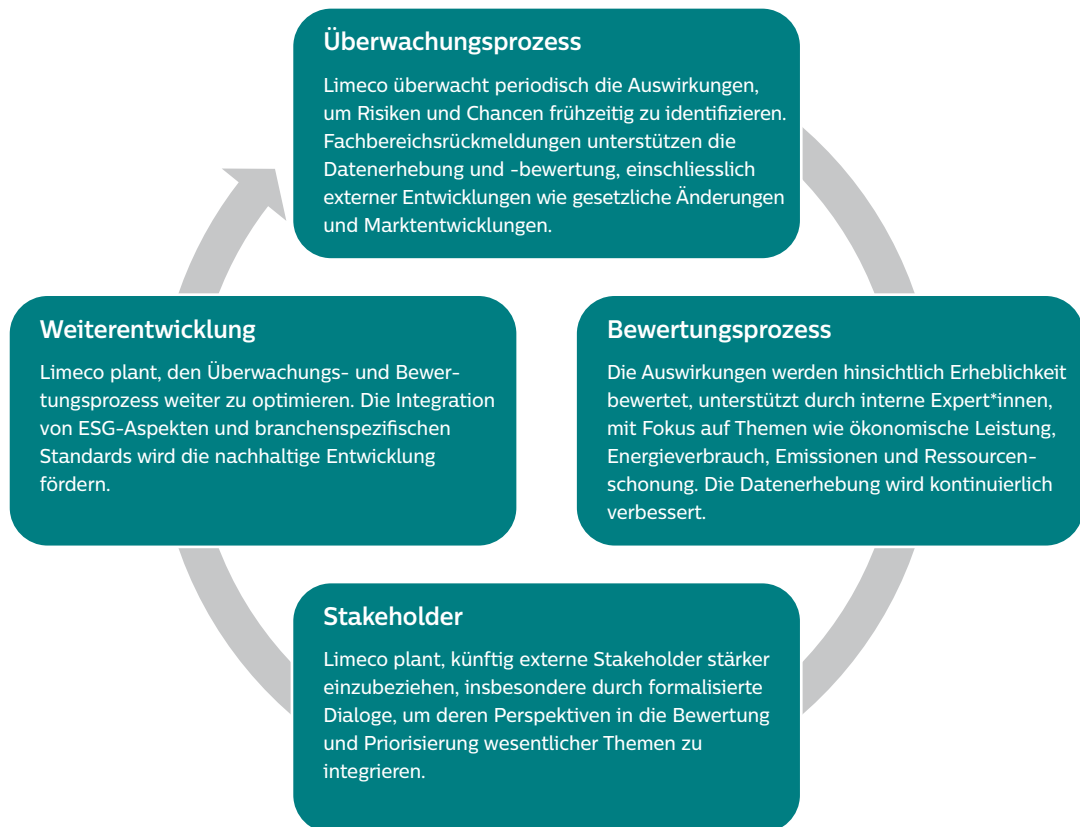 Überwachungsprozess
Limeco überwacht periodisch die Auswirkungen,
um Risiken und Chancen frühzeitig zu identifizieren.
Fachbereichsrückmeldungen unterstützen die
Datenerhebung und -bewertung, einschliesslich
externer Entwicklungen wie gesetzliche Änderungen
und Marktentwicklungen.
Bewertungsprozess
Die Auswirkungen werden hinsichtlich Erheblichkeit
bewertet, unterstützt durch interne Expert*innen,
mit Fokus auf Themen wie ökonomische Leistung,
Energieverbrauch, Emissionen und Ressourcen-
schonung. Die Datenerhebung wird kontinuierlich
verbessert.
Stakeholder
Limeco plant, künftig externe Stakeholder stärker
einzubeziehen, insbesondere durch formalisierte
Dialoge, um deren Perspektiven in die Bewertung
und Priorisierung wesentlicher Themen zu
integrieren.
Weiterentwicklung
Limeco plant, den Überwachungs- und Bewer-
tungsprozess weiter zu optimieren. Die Integration
von ESG-Aspekten und branchenspezifischen
Standards wird die nachhaltige Entwicklung
fördern.